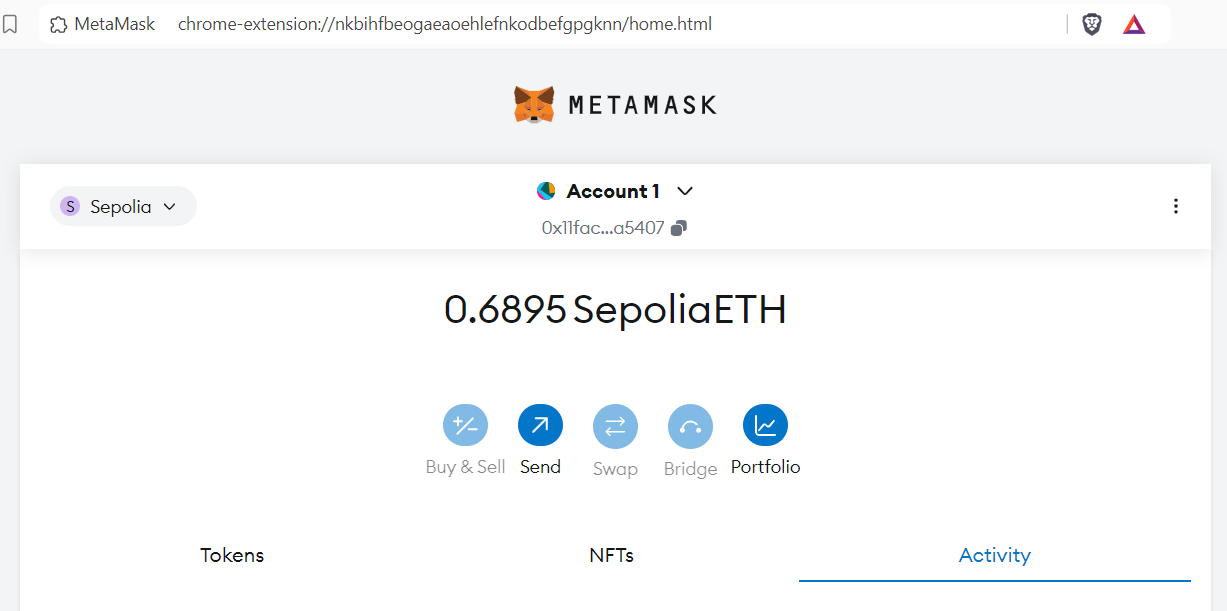 MetaMask chrome-extension://nkbihfbeogaeaoehlefnkodbefgpgknn/home.html
METAMASK
S Sepolia
Account 1
0x11fac...a5407
0.6895 SepoliaETH
Buy & Sell Send Swap Bridge Portfolio
Tokens NFTs Activity